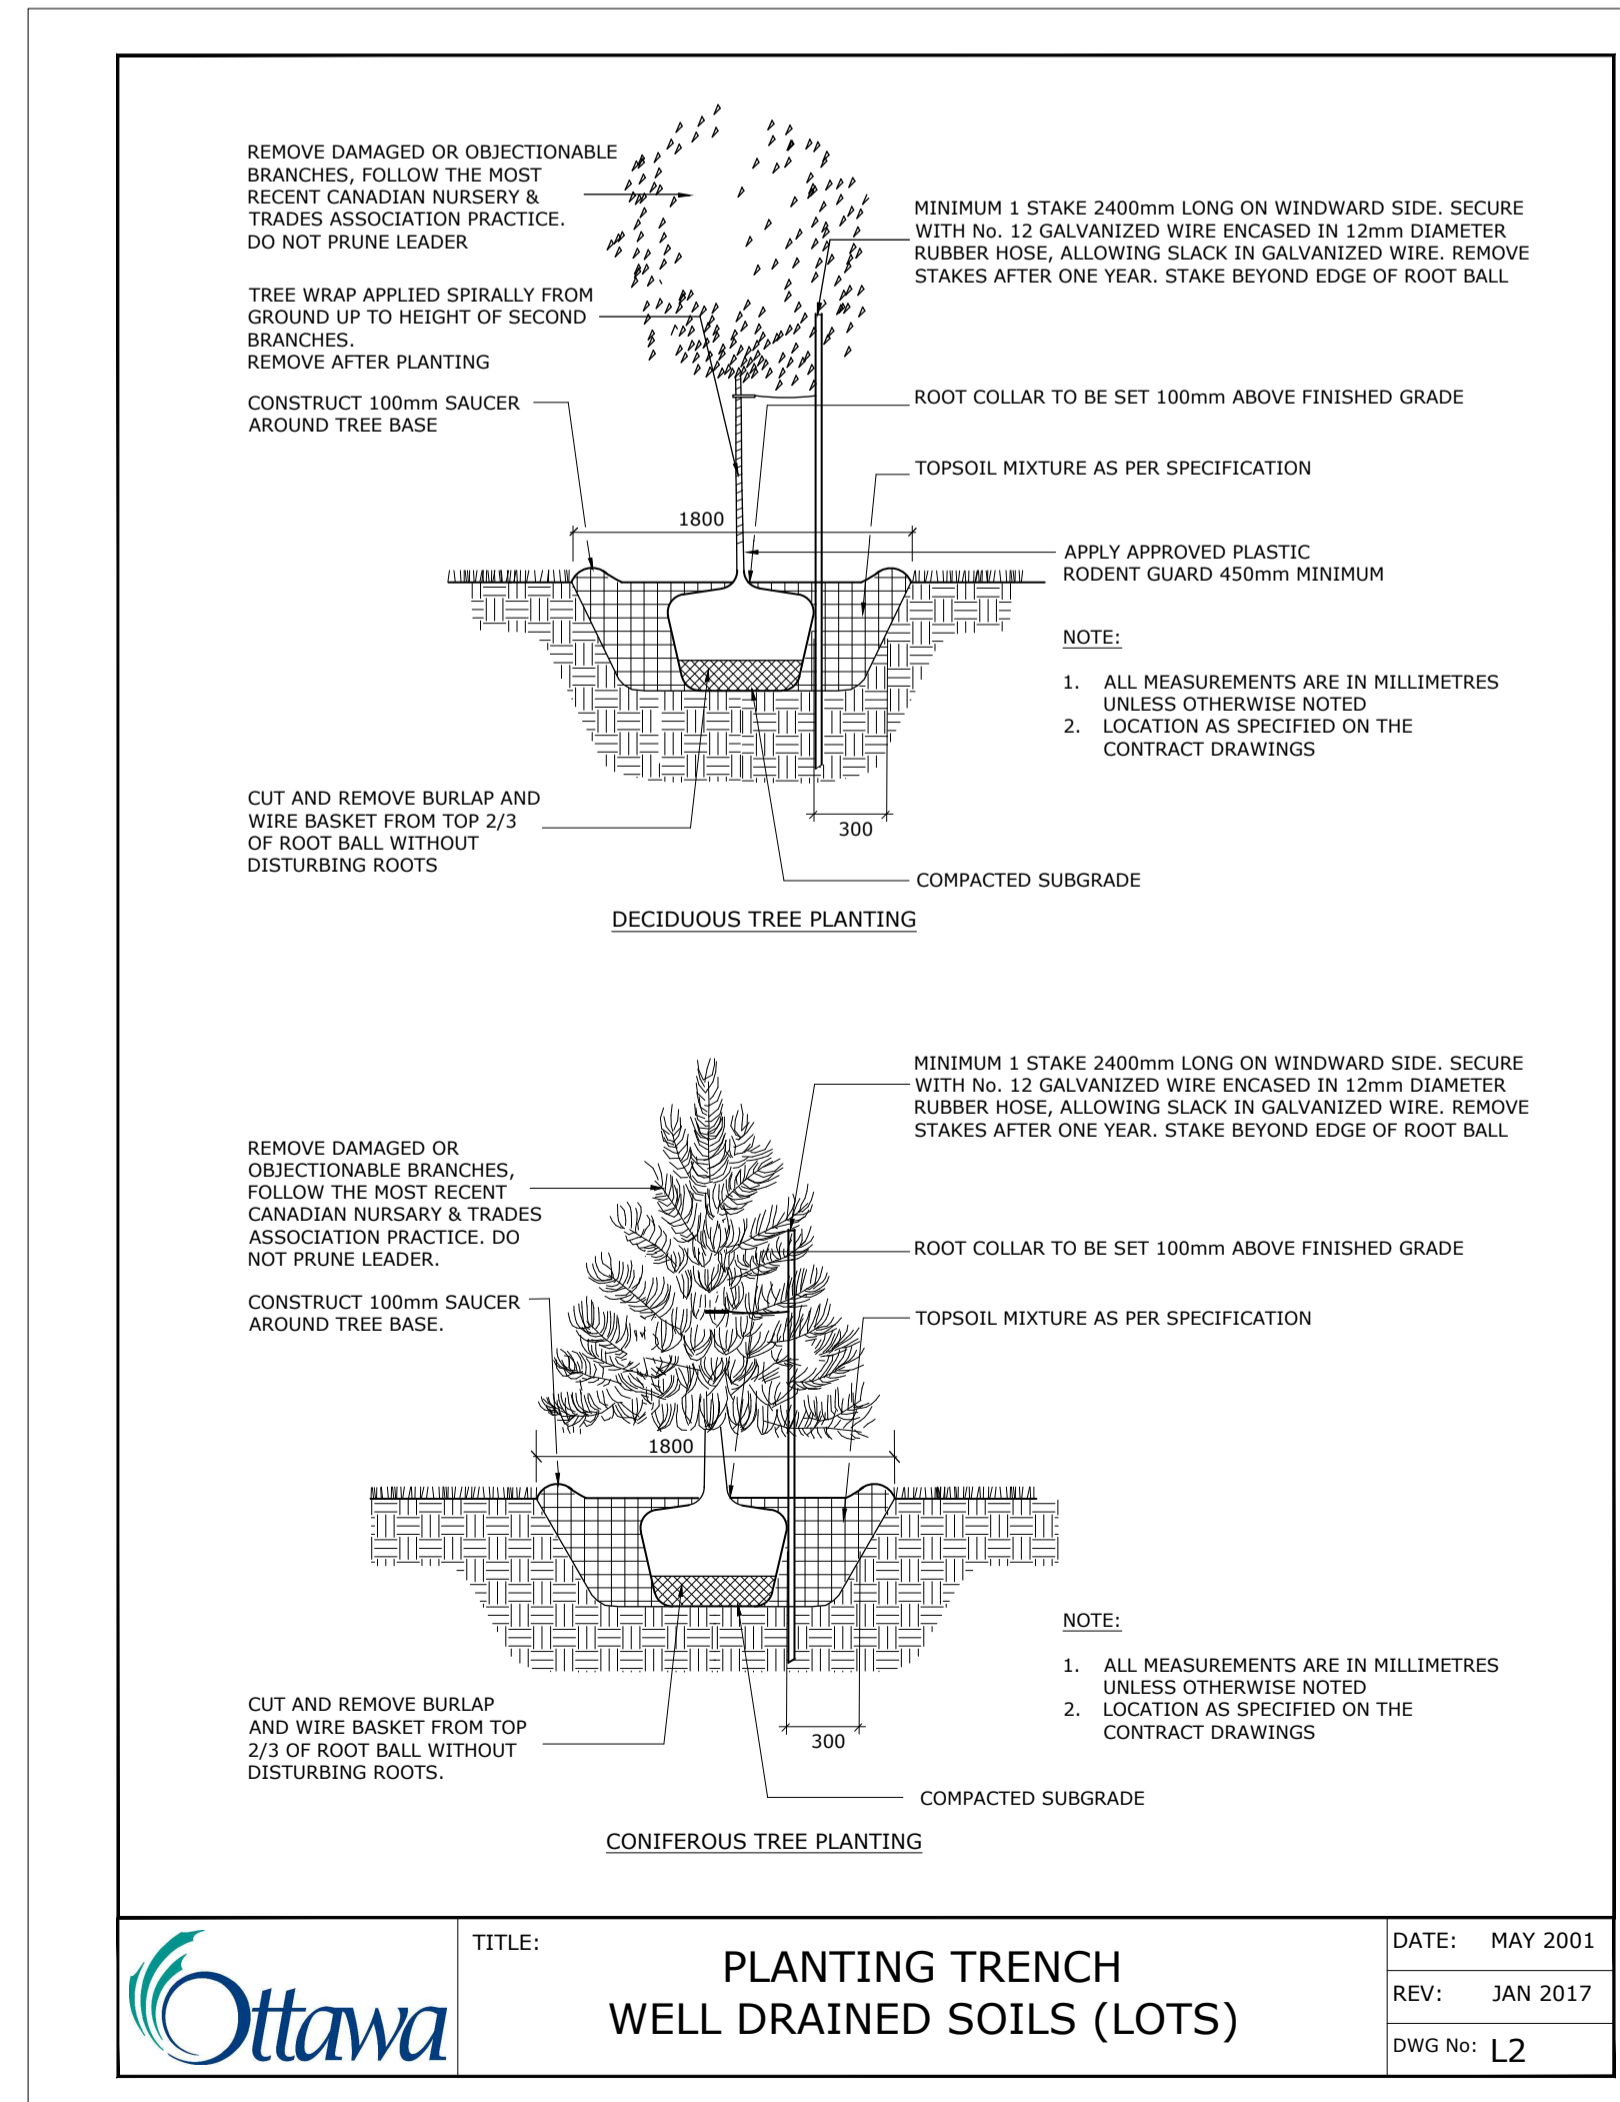 REMOVE DAMAGED OR OBJECTIONABLE
BRANCHES, FOLLOW THE MOST
RECENT CANADIAN NURSERY &
TRADES ASSOCIATION PRACTICE.
DO NOT PRUNE LEADER
TREE WRAP APPLIED SPIRALLY FROM
GROUND UP TO HEIGHT OF SECOND
BRANCHES.
REMOVE AFTER PLANTING
CONSTRUCT 100mm SAUCER
AROUND TREE BASE
MINIMUM 1 STAKE 2400mm LONG ON WINDWARD SIDE. SECURE
WITH No. 12 GALVANIZED WIRE ENCASED IN 12mm DIAMETER
RUBBER HOSE, ALLOWING SLACK IN GALVANIZED WIRE. REMOVE
STAKES AFTER ONE YEAR. STAKE BEYOND EDGE OF ROOT BALL
ROOT COLLAR TO BE SET 100mm ABOVE FINISHED GRADE
TOPSOIL MIXTURE AS PER SPECIFICATION
1800
APPLY APPROVED PLASTIC
RODENT GUARD 450mm MINIMUM
NOTE:
1. ALL MEASUREMENTS ARE IN MILLIMETRES
UNLESS OTHERWISE NOTED
2. LOCATION AS SPECIFIED ON THE
CONTRACT DRAWINGS
CUT AND REMOVE BURLAP AND
WIRE BASKET FROM TOP 2/3
OF ROOT BALL WITHOUT
DISTURBING ROOTS
300
COMPACTED SUBGRADE
DECIDUOUS TREE PLANTING
MINIMUM 1 STAKE 2400mm LONG ON WINDWARD SIDE. SECURE
WITH No. 12 GALVANIZED WIRE ENCASED IN 12mm DIAMETER
RUBBER HOSE, ALLOWING SLACK IN GALVANIZED WIRE. REMOVE
STAKES AFTER ONE YEAR. STAKE BEYOND EDGE OF ROOT BALL
REMOVE DAMAGED OR
OBJECTIONABLE BRANCHES,
FOLLOW THE MOST RECENT
CANADIAN NURSARY & TRADES
ASSOCIATION PRACTICE. DO
NOT PRUNE LEADER.
CONSTRUCT 100mm SAUCER
AROUND TREE BASE.
ROOT COLLAR TO BE SET 100mm ABOVE FINISHED GRADE
TOPSOIL MIXTURE AS PER SPECIFICATION
1800
NOTE:
1. ALL MEASUREMENTS ARE IN MILLIMETRES
UNLESS OTHERWISE NOTED
2. LOCATION AS SPECIFIED ON THE
CONTRACT DRAWINGS
CUT AND REMOVE BURLAP
AND WIRE BASKET FROM TOP
2/3 OF ROOT BALL WITHOUT
DISTURBING ROOTS.
300
COMPACTED SUBGRADE
CONIFEROUS TREE PLANTING
Ottawa
TITLE:
PLANTING TRENCH
WELL DRAINED SOILS (LOTS)
DATE: MAY 2001
REV: JAN 2017
DWG No: L2